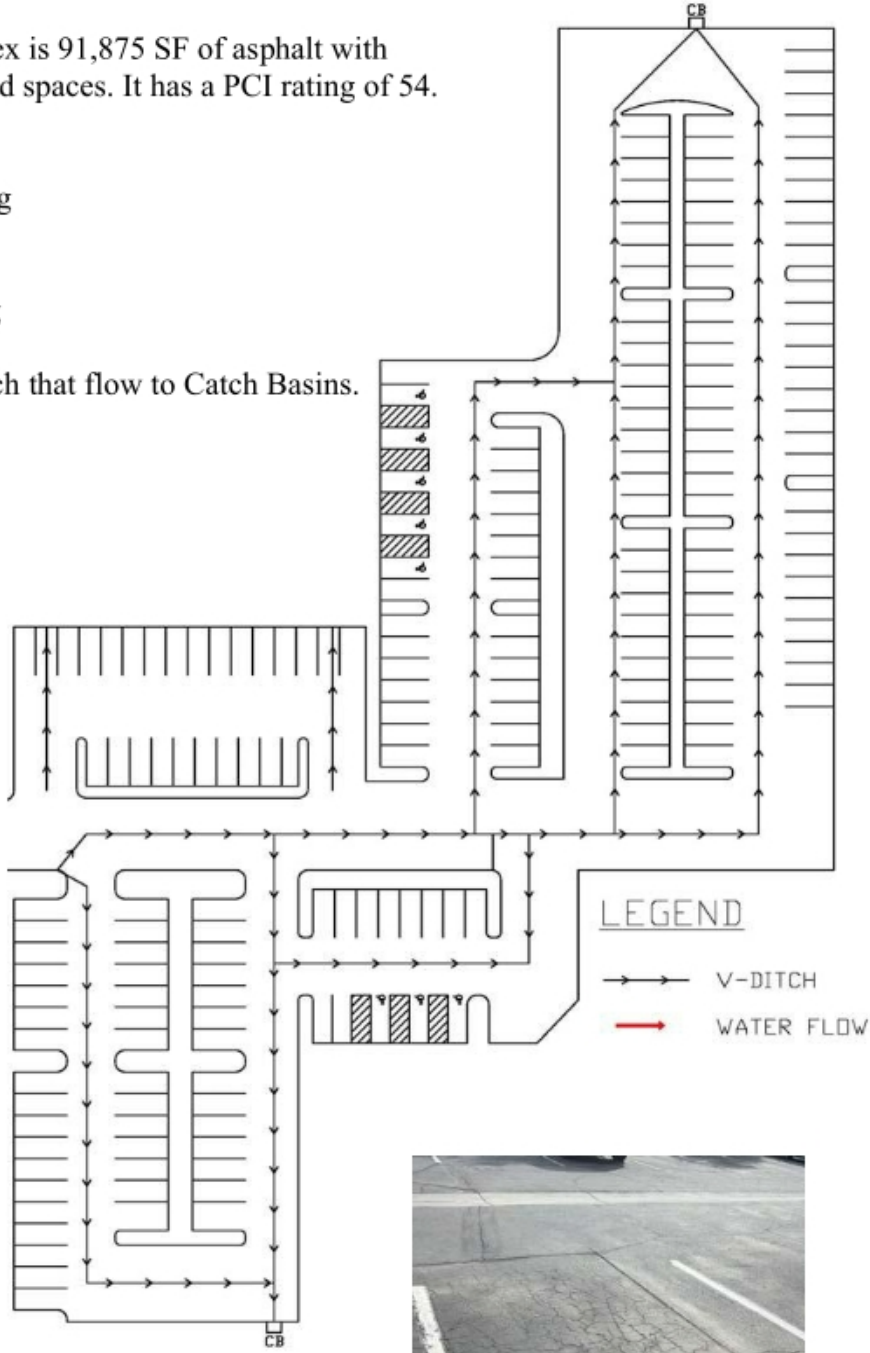 CB
ex is 91,875 SF of asphalt with
d spaces. It has a PCI rating of 54.
g
ch that flow to Catch Basins.
LEGEND
V-DITCH
WATER FLOW
CB